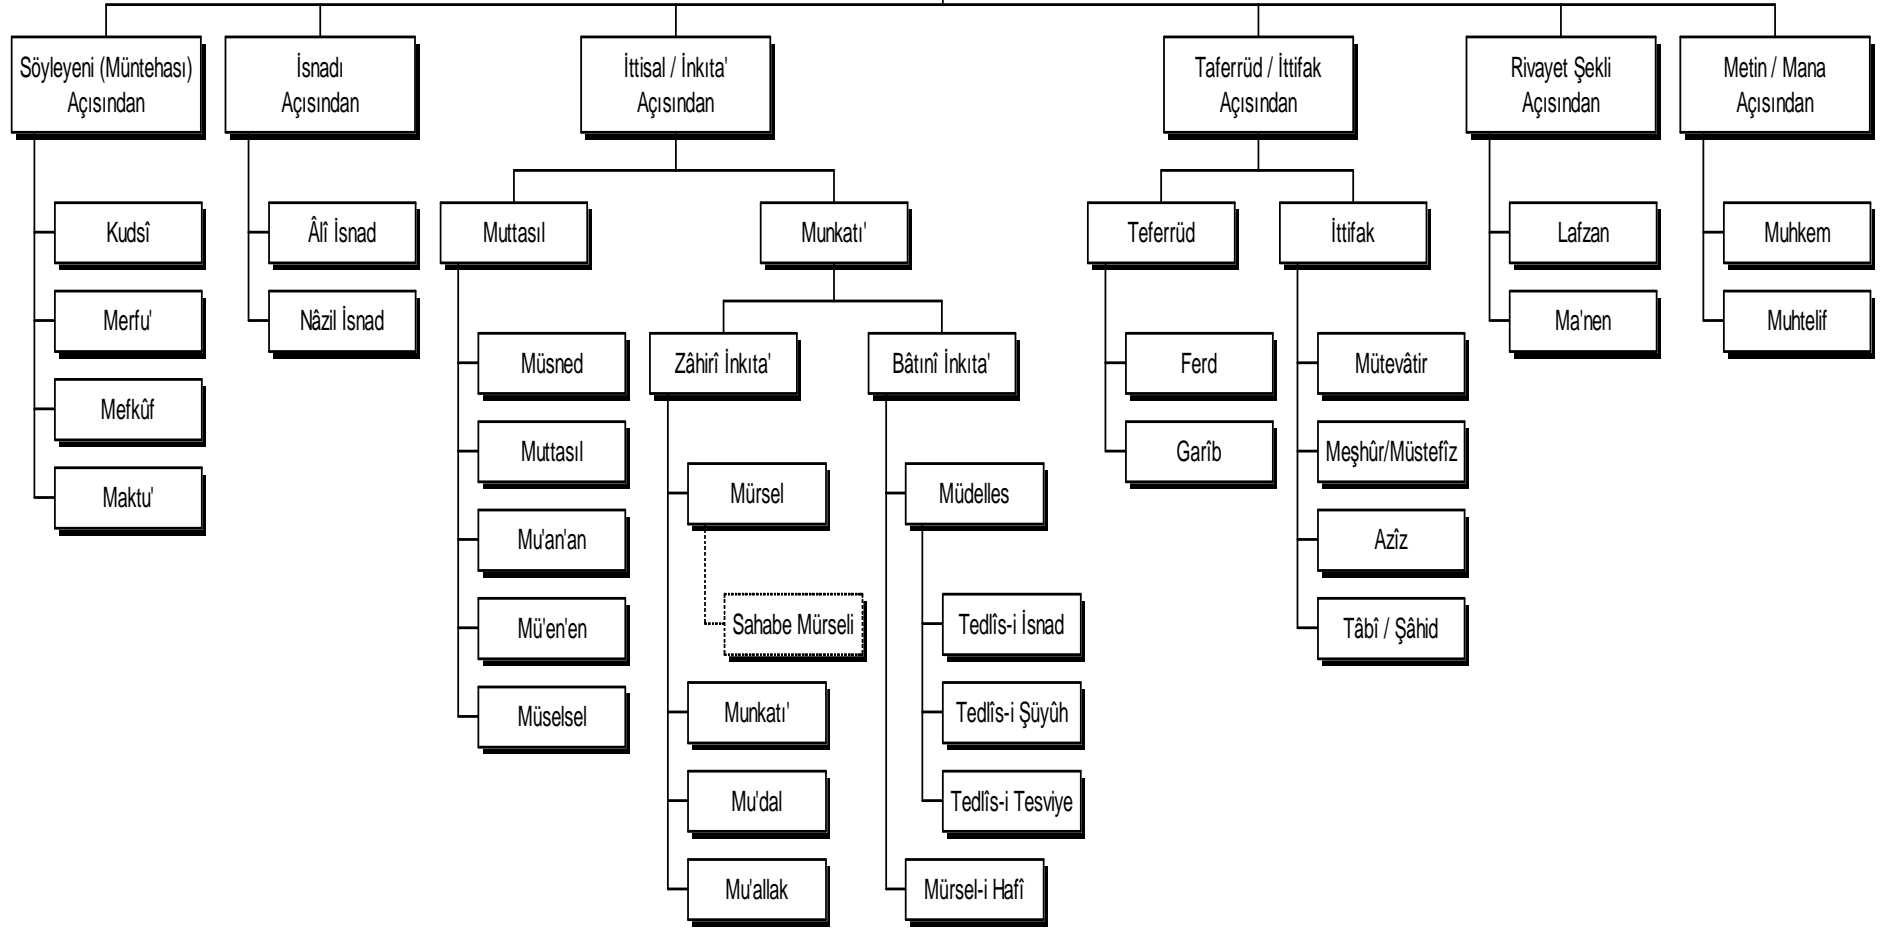 Söyleyeni (Müntehası)
Açısından
Kudsî
Merfu'
Mefkûf
Maktu'
İsnadı
Açısından
Âlî İsnad
Nâzil İsnad
İttisal / İnkıta'
Açısından
Muttasıl
Müsned
Muttasıl
Mu'an'an
Mü'en'en
Müselsel
Munkatı'
Zâhirî İnkıta'
Mürsel
Sahabe Mürseli
Munkatı'
Mu'dal
Mu'allak
Bâtınî İnkıta'
Müdelles
Tedlîs-i İsnad
Tedlîs-i Şüyûh
Tedlîs-i Tesviye
Mürsel-i Hafî
Taferrüd / İttifak
Açısından
Teferrüd
Ferd
Garîb
İttifak
Mütevâtir
Meşhûr/Müstefîz
Azîz
Tâbî / Şâhid
Rivayet Şekli
Açısından
Lafzan
Ma'nen
Metin / Mana
Açısından
Muhkem
Muhtelif